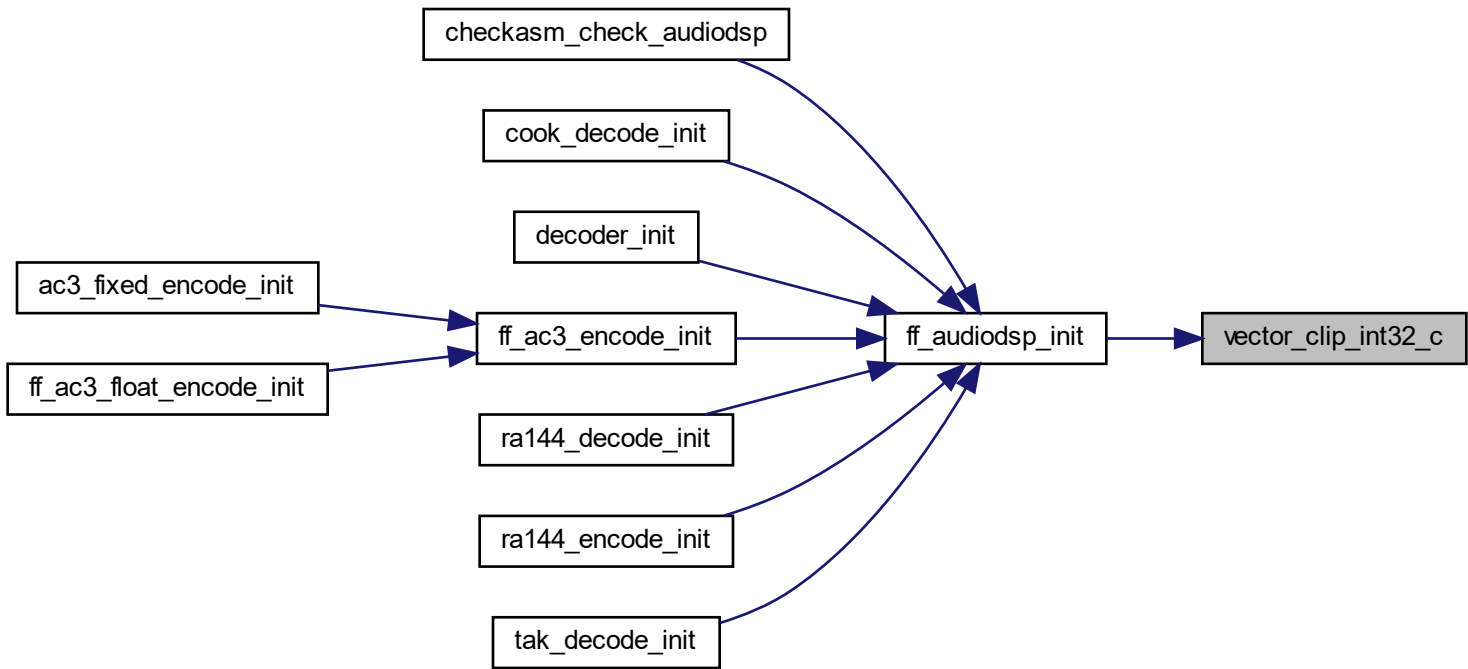 checkasm_check_audiodsp
cook_decode_init
decoder_init
ac3_fixed_encode_init
ff_ac3_encode_init
ff_audiodsp_init
vector_clip_int32_c
ff_ac3_float_encode_init
ra144_decode_init
ra144_encode_init
tak_decode_init